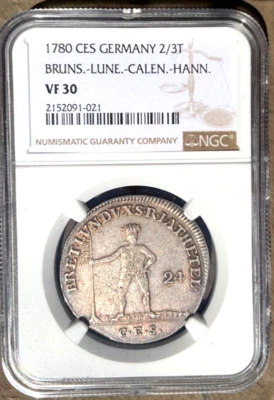 1780 CES GERMANY 2/3T
BRUNS.-LUNE.-CALEN.-HANN.
VF 30
2152091-021
NUMISMATIC GUARANTY COMPANY
NGC
24
C.E.S.